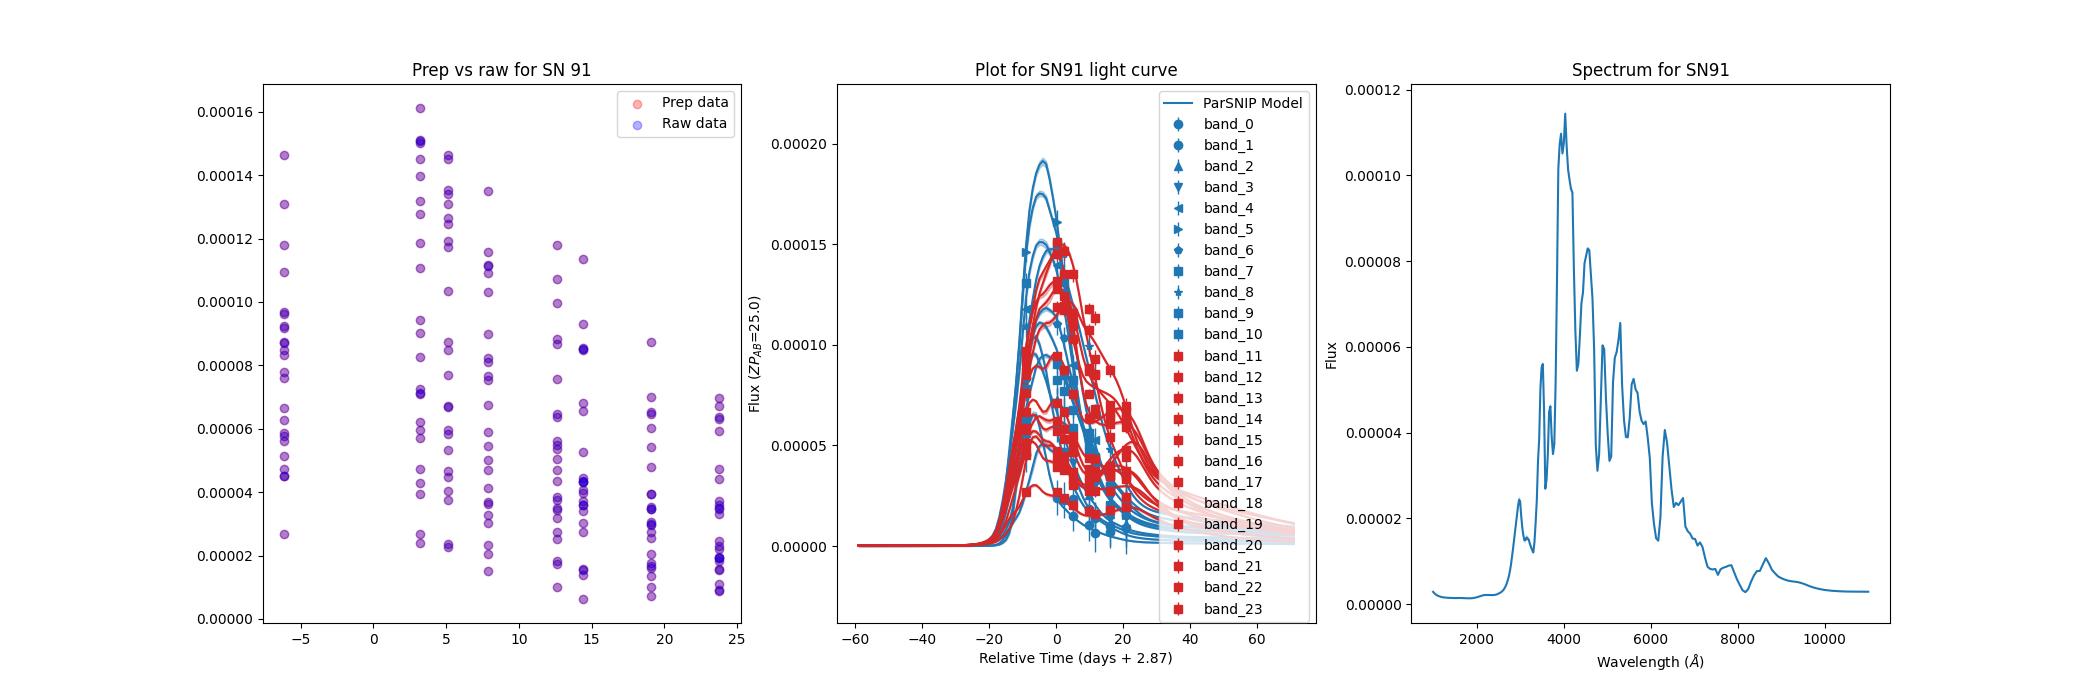 Prep vs raw for SN 91
0.00016
0.00014
0.00012
0.00010
0.00008
0.00006
0.00004
0.00002
0.00000
−5
0
5
10
15
20
25
Prep data
Raw data
Plot for SN91 light curve
Flux (ZP_AB=25.0)
0.00020
0.00015
0.00010
0.00005
0.00000
−60
−40
−20
0
20
40
60
Relative Time (days + 2.87)
ParSNIP Model
band_0
band_1
band_2
band_3
band_4
band_5
band_6
band_7
band_8
band_9
band_10
band_11
band_12
band_13
band_14
band_15
band_16
band_17
band_18
band_19
band_20
band_21
band_22
band_23
Spectrum for SN91
Flux
0.00012
0.00010
0.00008
0.00006
0.00004
0.00002
0.00000
2000
4000
6000
8000
10000
Wavelength (Å)